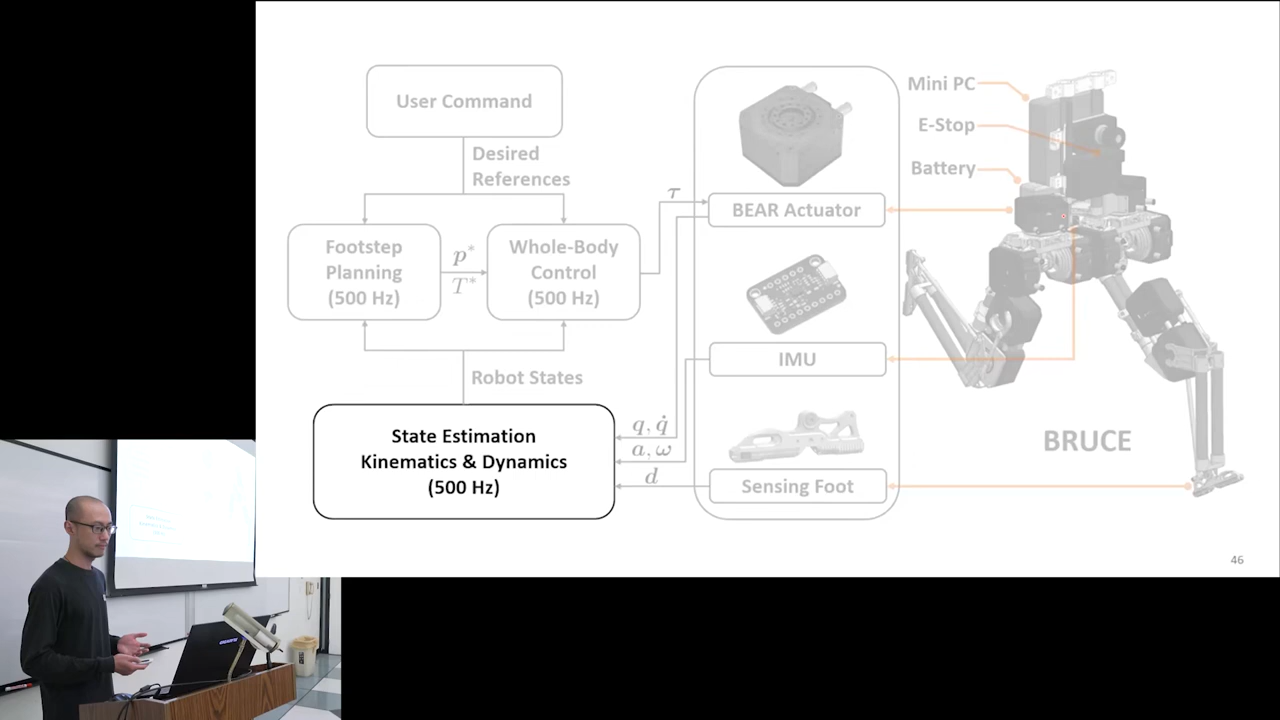 User Command
Desired
References
Footstep
Planning
(500 Hz)
p*
T*
Whole-Body
Control
(500 Hz)
τ
Robot States
State Estimation
Kinematics & Dynamics
(500 Hz)
q, q̇
a, ω
d
BEAR Actuator
IMU
Sensing Foot
Mini PC
E-Stop
Battery
BRUCE
46